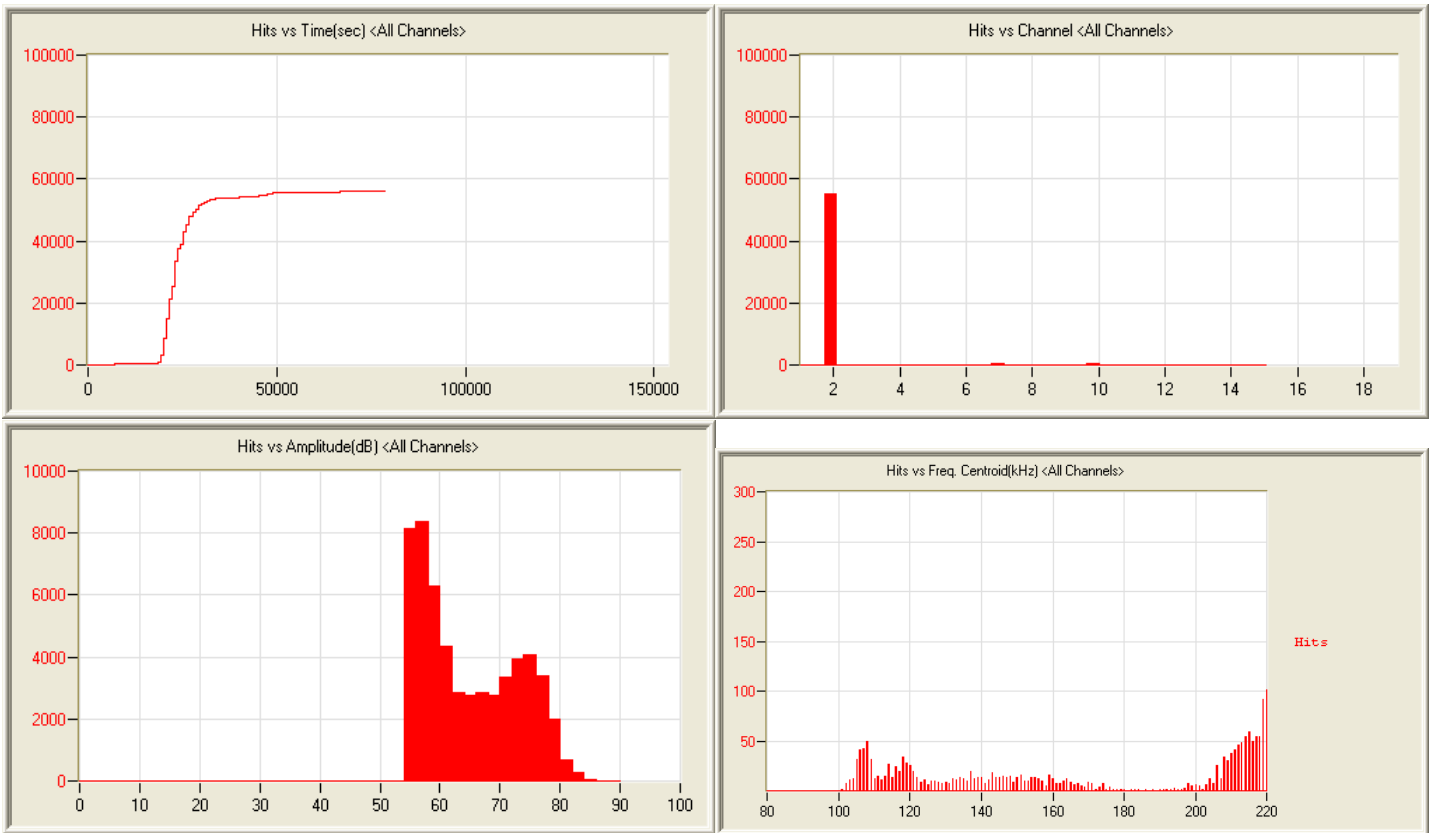 Hits vs Time(sec) <All Channels>
100000
80000
60000
40000
20000
0
0 50000 100000 150000
Hits vs Channel <All Channels>
100000
80000
60000
40000
20000
0
2 4 6 8 10 12 14 16 18
Hits vs Amplitude(dB) <All Channels>
10000
8000
6000
4000
2000
0
0 10 20 30 40 50 60 70 80 90 100
Hits vs Freq. Centroid(kHz) <All Channels>
300
250
200
150
100
50
80 100 120 140 160 180 200 220
Hits